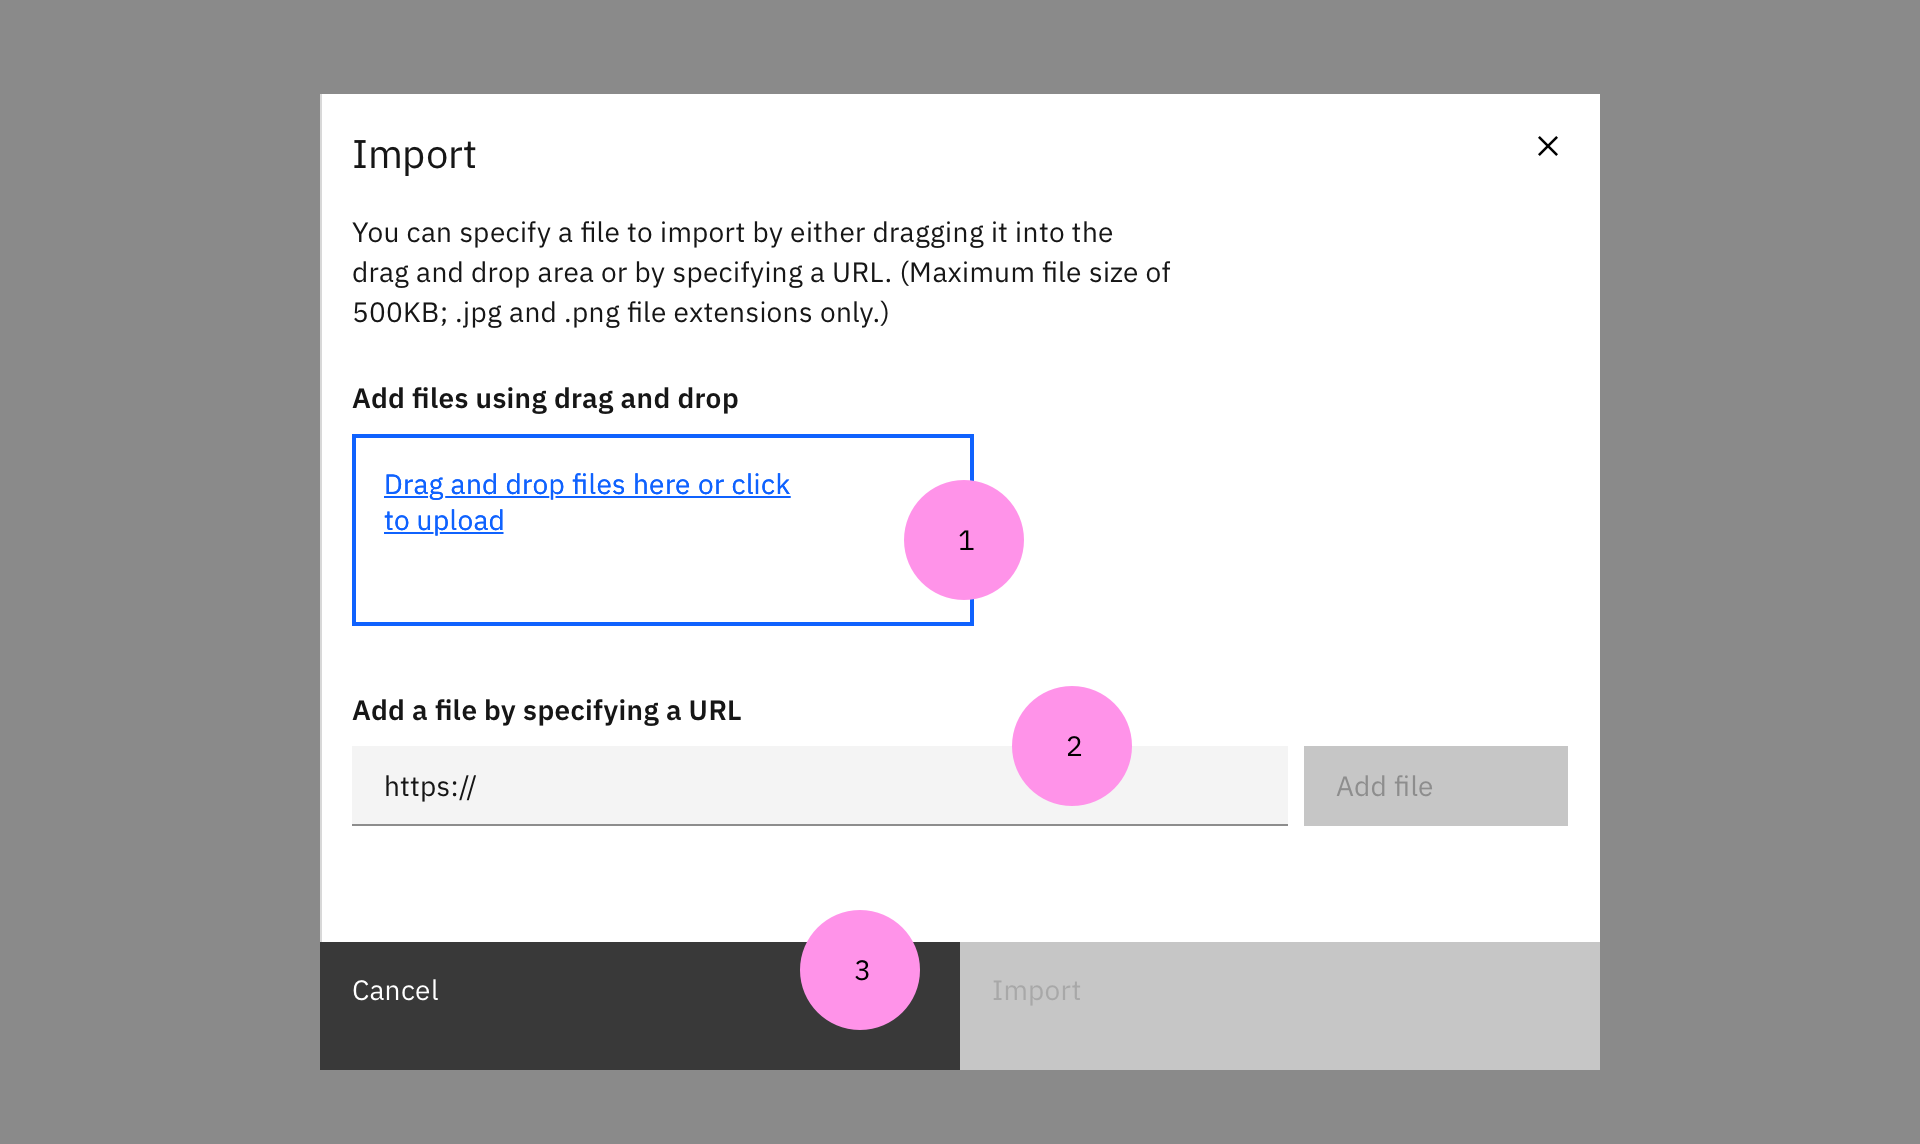 Import
You can specify a file to import by either dragging it into the
drag and drop area or by specifying a URL. (Maximum file size of
500KB; .jpg and .png file extensions only.)
Add files using drag and drop
Drag and drop files here or click
to upload
1
Add a file by specifying a URL
2
https://
Add file
3
Cancel
Import